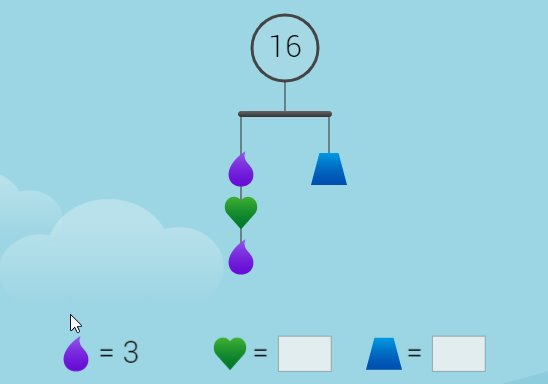 16
= 3 = =